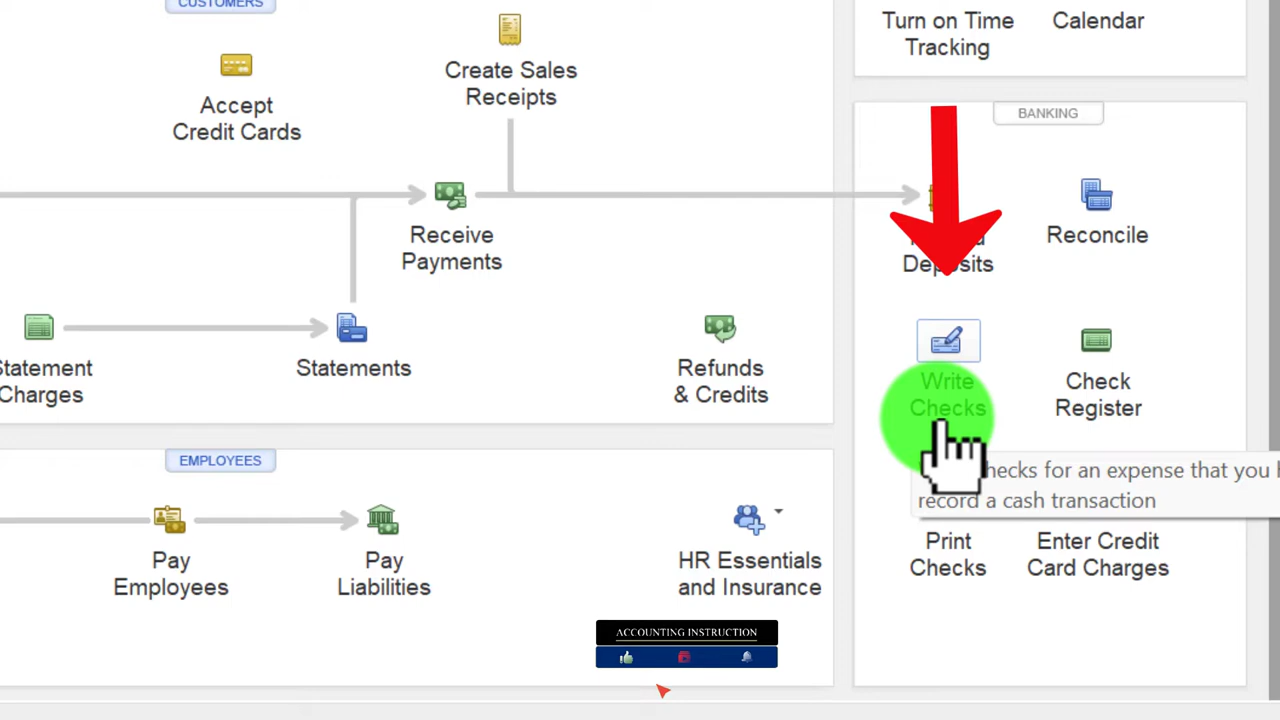 CUSTOMERS
Accept
Credit Cards
Create Sales
Receipts
Turn on Time
Tracking
Calendar
BANKING
Receive
Payments
Deposits
Reconcile
Statement
Charges
Statements
Refunds
& Credits
Write
Checks
Check
Register
EMPLOYEES
hecks for an expense that you
record a cash transaction
Pay
Employees
Pay
Liabilities
HR Essentials
and Insurance
Print
Checks
Enter Credit
Card Charges
ACCOUNTING INSTRUCTION